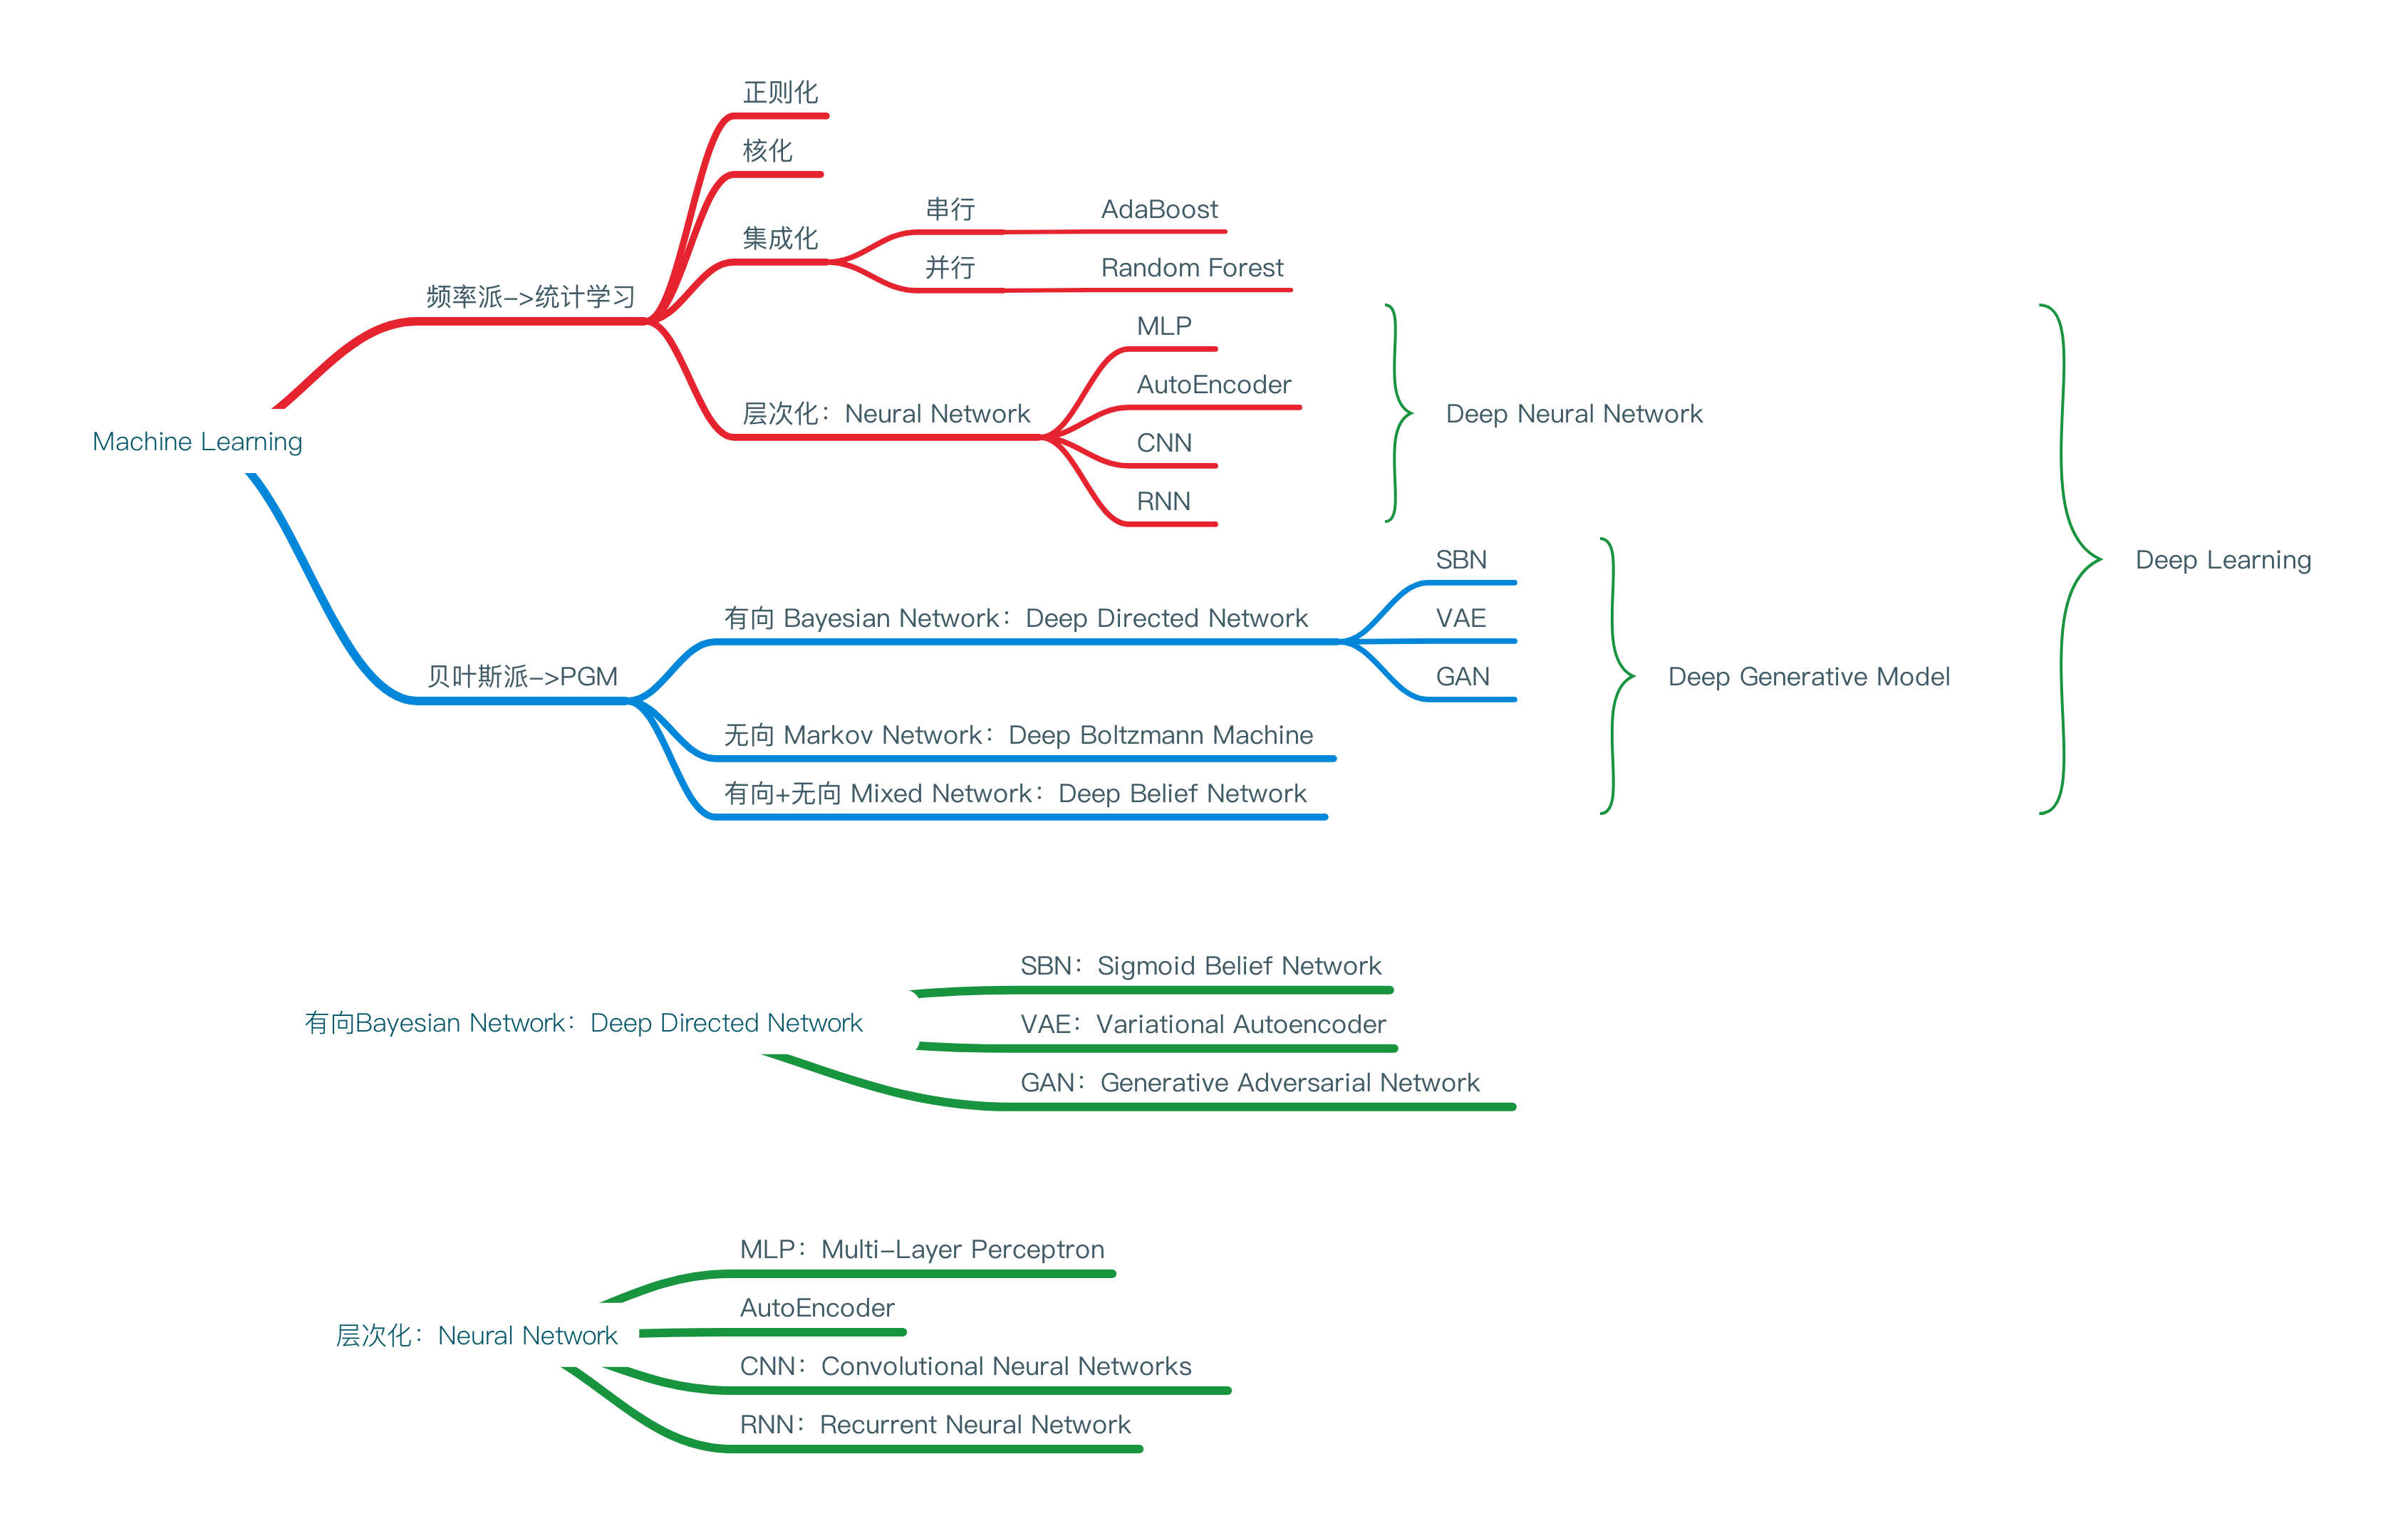 正则化
核化
集成化
串行
AdaBoost
并行
Random Forest
频率派->统计学习
MLP
AutoEncoder
层次化：Neural Network
CNN
RNN
Deep Neural Network
Machine Learning
SBN
有向 Bayesian Network：Deep Directed Network
VAE
GAN
贝叶斯派->PGM
无向 Markov Network：Deep Boltzmann Machine
有向+无向 Mixed Network：Deep Belief Network
Deep Generative Model
Deep Learning
有向Bayesian Network：Deep Directed Network
SBN：Sigmoid Belief Network
VAE：Variational Autoencoder
GAN：Generative Adversarial Network
层次化：Neural Network
MLP：Multi-Layer Perceptron
AutoEncoder
CNN：Convolutional Neural Networks
RNN：Recurrent Neural Network